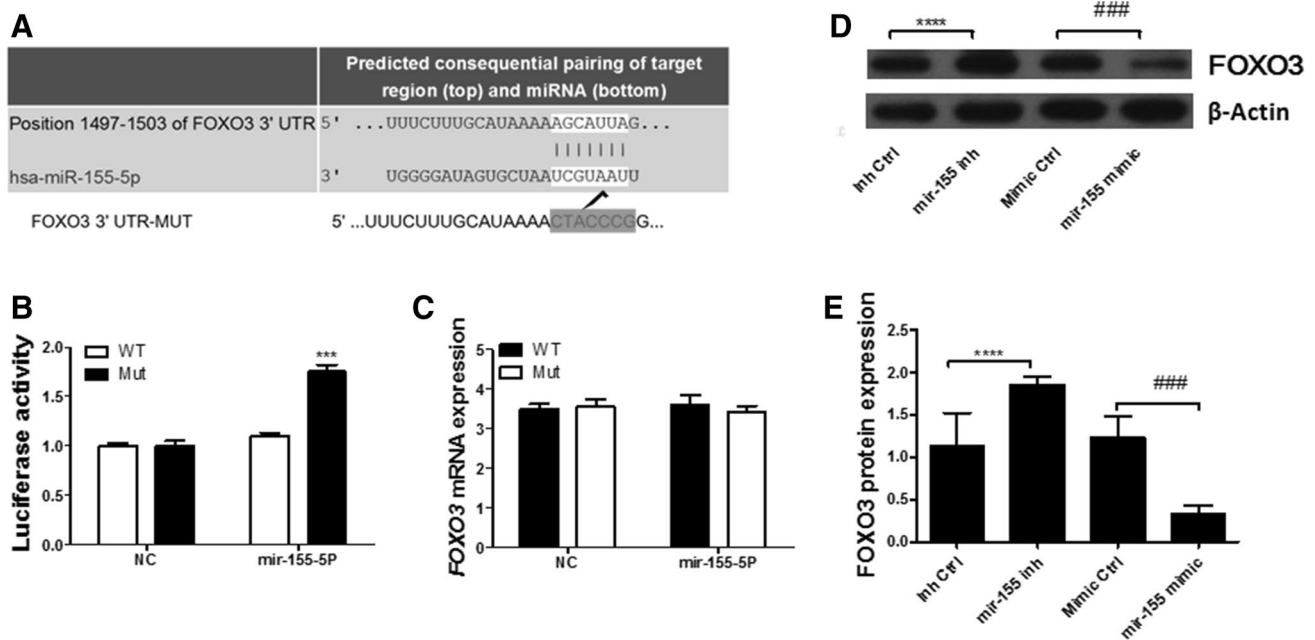 A
Predicted consequential pairing of target
region (top) and miRNA (bottom)
Position 1497-1503 of FOXO3 3' UTR 5' ...UUUCUUUGCAUAAAAAGCAUUAG...
hsa-miR-155-5p 3' UGGGGAUAGUGCUAAUCGUAAUU
FOXO3 3' UTR-MUT 5' ...UUUCUUUGCAUAAAACTACCCGG...
B
Luciferase activity
2.0
1.5
1.0
0.5
0.0
WT
Mut
***
NC
mir-155-5P
C
FOXO3 mRNA expression
5
4
3
2
1
0
WT
Mut
NC
mir-155-5P
D
****
###
FOXO3
β-Actin
Inh Ctrl
mir-155 inh
Mimic Ctrl
mir-155 mimic
E
FOXO3 protein expression
2.5
2.0
1.5
1.0
0.5
0.0
****
###
Inh Ctrl
mir-155 inh
Mimic Ctrl
mir-155 mimic